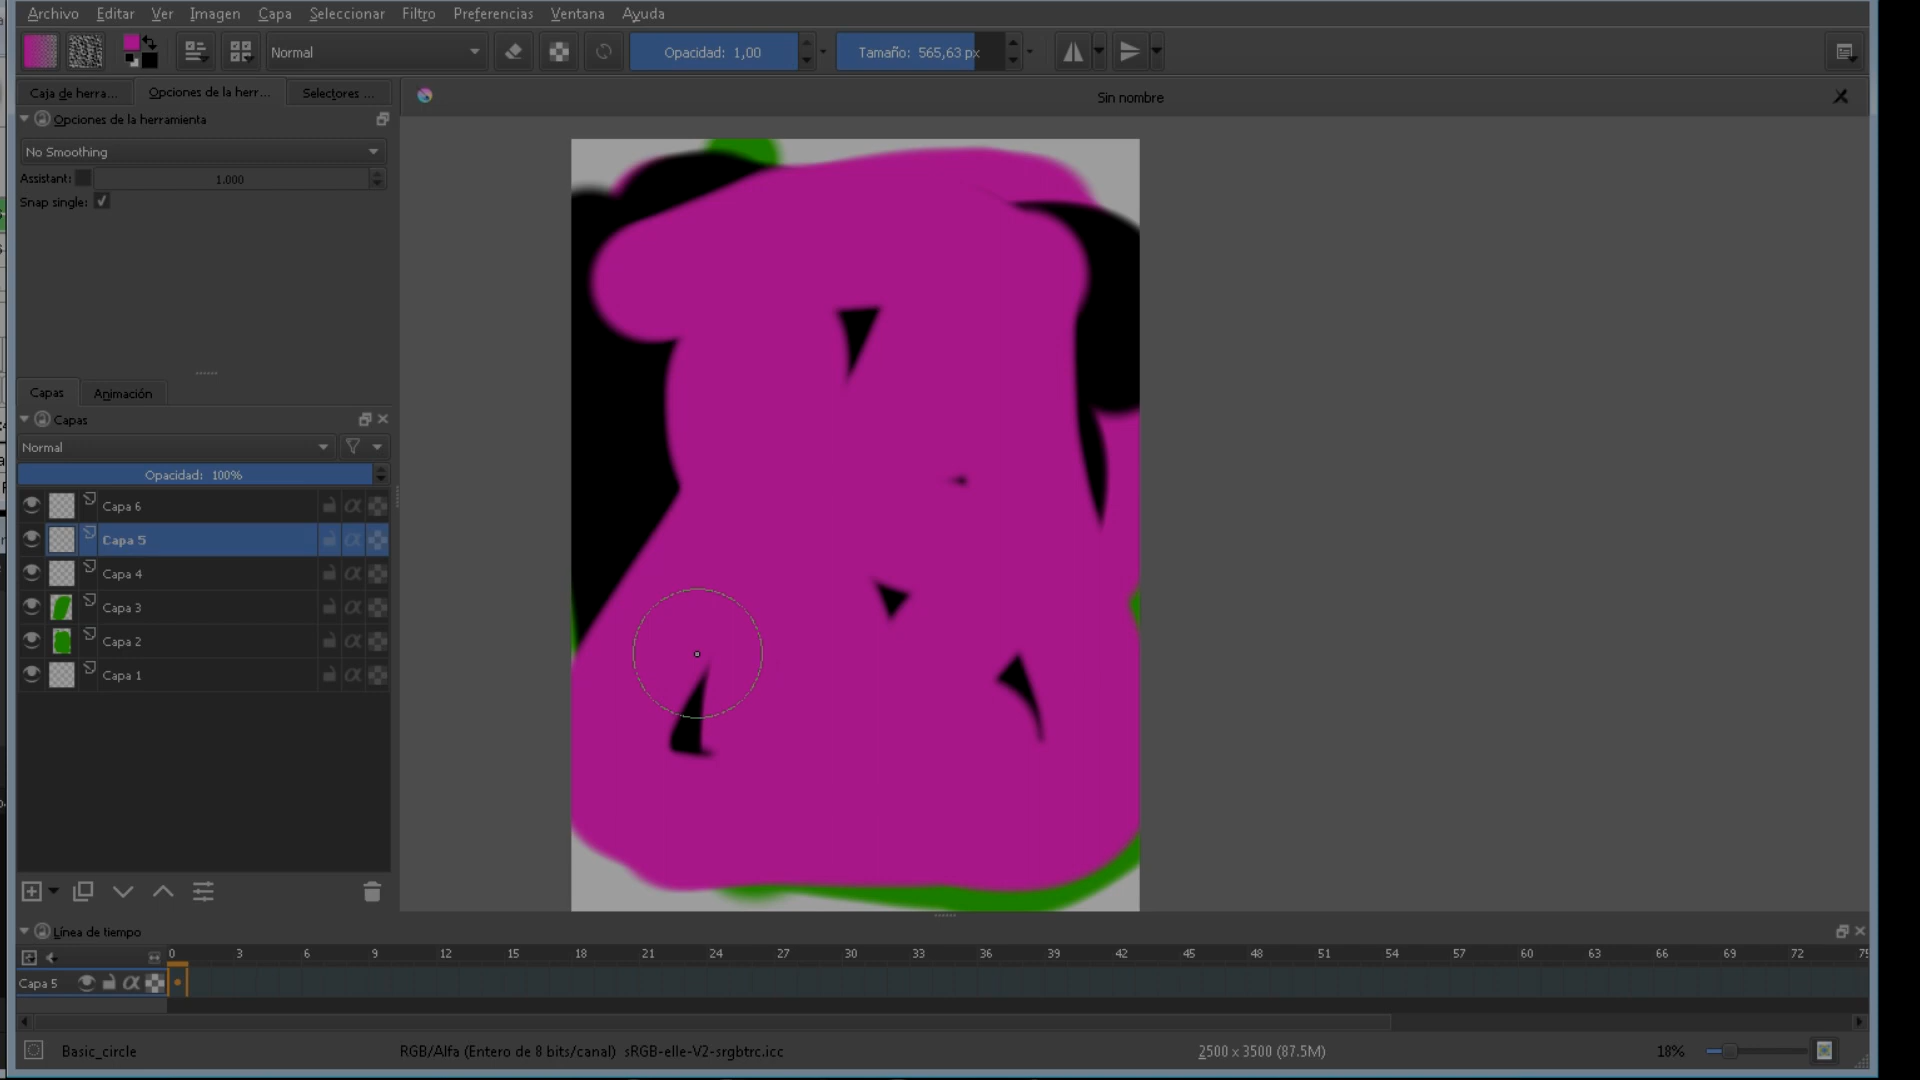 Archivo Editar Ver Imagen Capa Seleccionar Filtro Preferencias Ventana Ayuda
Normal Opacidad: 1,00 Tamaño: 565,63 px
Caja de herra... Opciones de la herr... Selectores ...
Sin nombre
Opciones de la herramienta
No Smoothing
Assistant: 1.000
Snap single:
Capas Animación
Capas
Normal
Opacidad: 100%
Capa 6
Capa 5
Capa 4
Capa 3
Capa 2
Capa 1
Línea de tiempo
0 3 6 9 12 15 18 21 24 27 30 33 36 39 42 45 48 51 54 57 60 63 66 69 72 75
Capa 5
Basic_circle RGB/Alfa (Entero de 8 bits/canal) sRGB-elle-V2-srgbtrc.icc 2500 x 3500 (87.5M) 18%